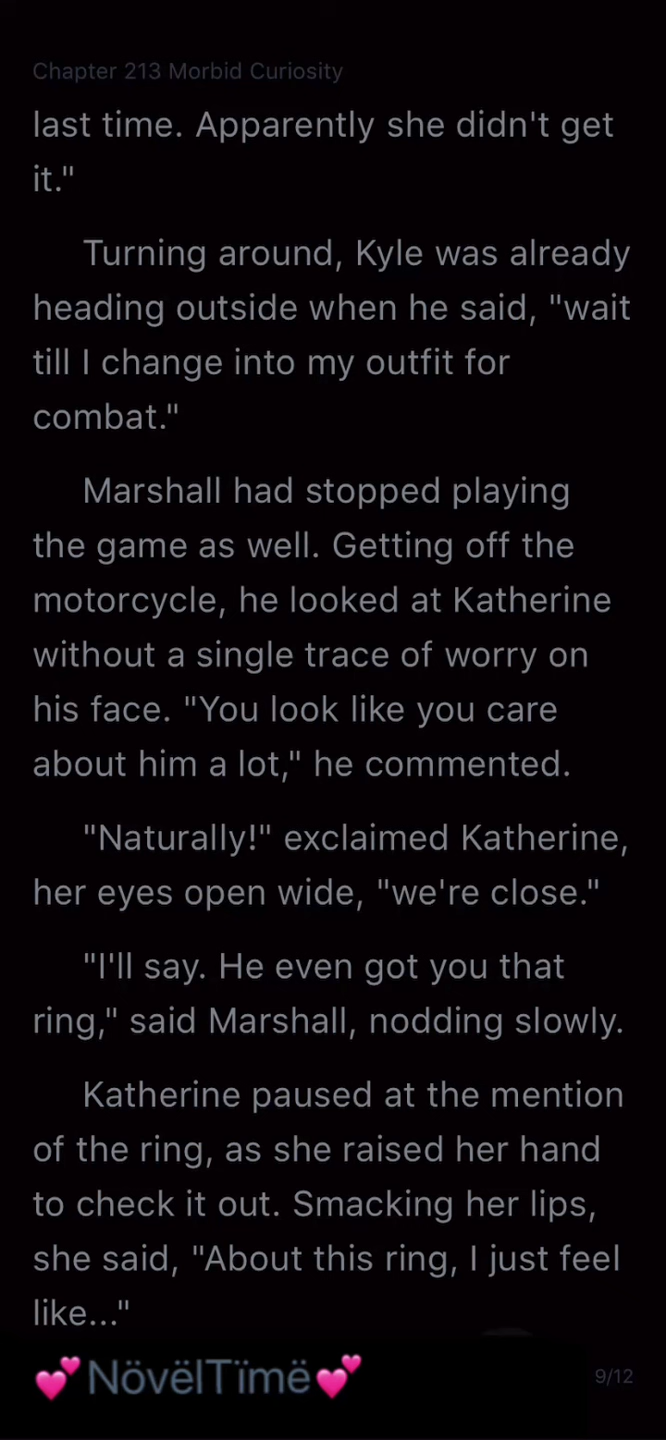 Chapter 213 Morbid Curiosity
last time. Apparently she didn't get
it."
Turning around, Kyle was already
heading outside when he said, "wait
till I change into my outfit for
combat."
Marshall had stopped playing
the game as well. Getting off the
motorcycle, he looked at Katherine
without a single trace of worry on
his face. "You look like you care
about him a lot," he commented.
"Naturally!" exclaimed Katherine,
her eyes open wide, "we're close."
"I'll say. He even got you that
ring," said Marshall, nodding slowly.
Katherine paused at the mention
of the ring, as she raised her hand
to check it out. Smacking her lips,
she said, "About this ring, I just feel
like..."
💕NövëlTïmë💕
9/12